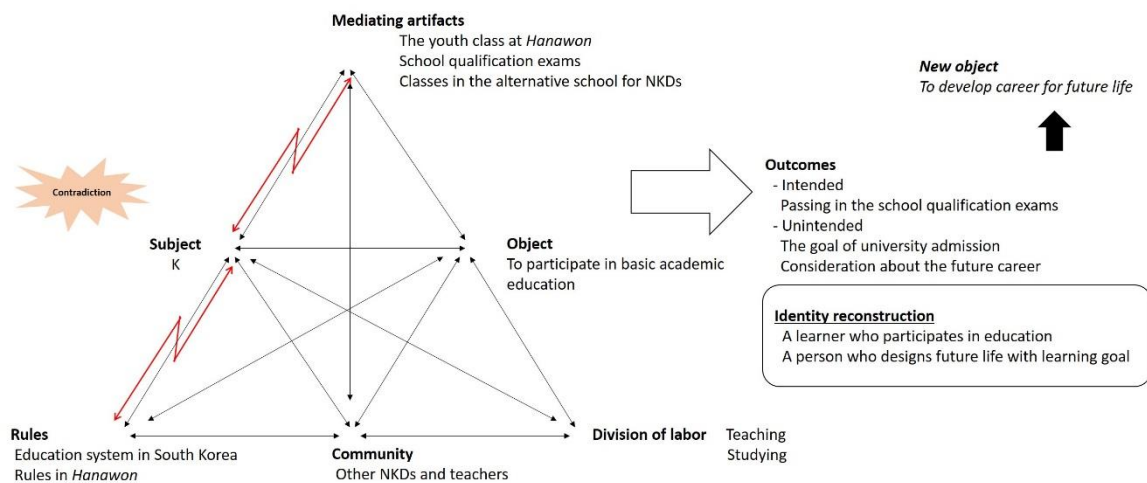 Mediating artifacts
The youth class at Hanawon
School qualification exams
Classes in the alternative school for NKDs
New object
To develop career for future life
Contradiction
Outcomes
- Intended
Passing in the school qualification exams
- Unintended
The goal of university admission
Consideration about the future career
Subject
K
Object
To participate in basic academic
education
Identity reconstruction
A learner who participates in education
A person who designs future life with learning goal
Rules
Education system in South Korea
Rules in Hanawon
Community
Other NKDs and teachers
Division of labor
Teaching
Studying